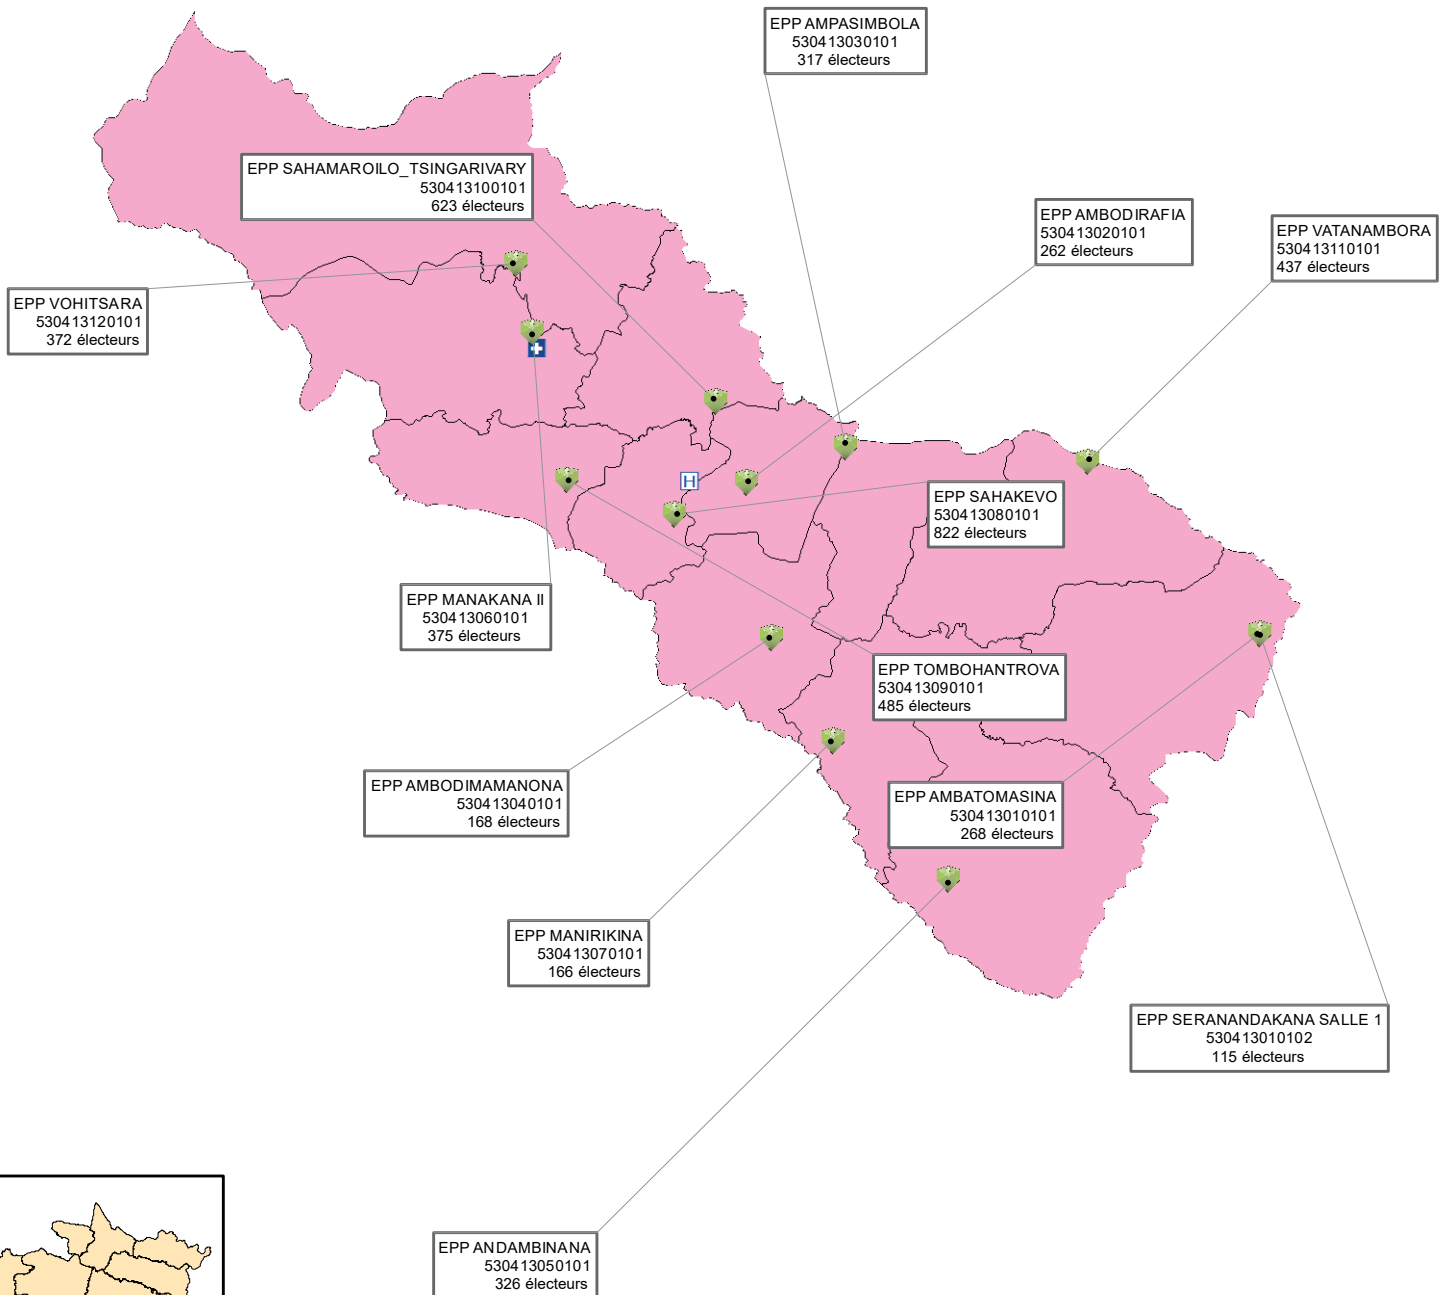 EPP AMPASIMBOLA
530413030101
317 électeurs
EPP SAHAMAROILO_TSINGARIVARY
530413100101
623 électeurs
EPP AMBODIRAFIA
530413020101
262 électeurs
EPP VATANAMBORA
530413110101
437 électeurs
EPP VOHITSARA
530413120101
372 électeurs
H
EPP SAHAKEVO
530413080101
822 électeurs
EPP MANAKANA II
530413060101
375 électeurs
EPP TOMBOHANTROVA
530413090101
485 électeurs
EPP AMBODIMAMANONA
530413040101
168 électeurs
EPP AMBATOMASINA
530413010101
268 électeurs
EPP MANIRIKINA
530413070101
166 électeurs
EPP SERANANDAKANA SALLE 1
530413010102
115 électeurs
EPP ANDAMBINANA
530413050101
326 électeurs